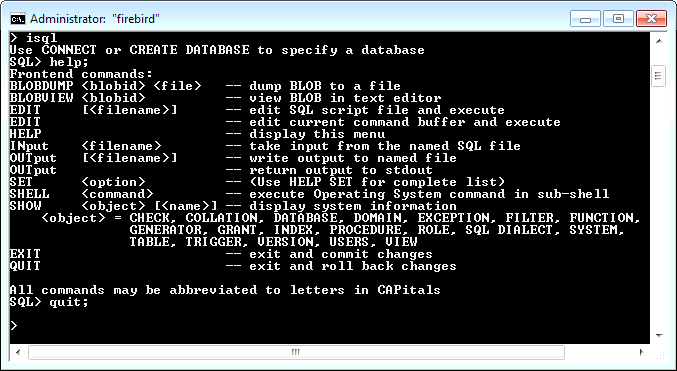 Administrator: "firebird"
> isql
Use CONNECT or CREATE DATABASE to specify a database
SQL> help;
Frontend commands:
BLOBDUMP <blobid> <file>   -- dump BLOB to a file
BLOBVIEW <blobid>          -- view BLOB in text editor
EDIT     [<filename>]      -- edit SQL script file and execute
EDIT                       -- edit current command buffer and execute
HELP                       -- display this menu
INput    <filename>        -- take input from the named SQL file
OUTput   [<filename>]      -- write output to named file
OUTput                     -- return output to stdout
SET      <option>          -- (Use HELP SET for complete list)
SHELL    <command>         -- execute Operating System command in sub-shell
SHOW     <object> [<name>] -- display system information
    <object> = CHECK, COLLATION, DATABASE, DOMAIN, EXCEPTION, FILTER, FUNCTION,
               GENERATOR, GRANT, INDEX, PROCEDURE, ROLE, SQL DIALECT, SYSTEM,
               TABLE, TRIGGER, VERSION, USERS, VIEW
EXIT                       -- exit and commit changes
QUIT                       -- exit and roll back changes

All commands may be abbreviated to letters in CAPitals
SQL> quit;

>